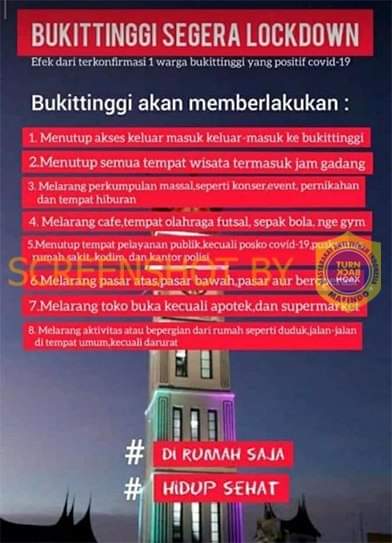 BUKITTINGGI SEGERA LOCKDOWN
Efek dari terkonfirmasi 1 warga bukittinggi yang positif covid-19
Bukittinggi akan memberlakukan :
1. Menutup akses keluar masuk keluar-masuk ke bukittinggi
2.Menutup semua tempat wisata termasuk jam gadang
3. Melarang perkumpulan massal,seperti konser,event, pernikahan
dan tempat hiburan
4. Melarang cafe,tempat olahraga futsal, sepak bola, nge gym
5.Menutup tempat pelayanan publik,kecuali posko covid-19,
rumah sakit, kodim, dan kantor polisi
SCREENSHOT BY
6.Melarang pasar atas,pasar bawah,pasar aur
7.Melarang toko buka kecuali apotek,dan supermarket
8. Melarang aktivitas atau bepergian dari rumah seperti duduk,jalan-jalan
di tempat umum,kecuali darurat
TURN
BACK
HOAX
MAFINDO
# DI RUMAH SAJA
# HIDUP SEHAT